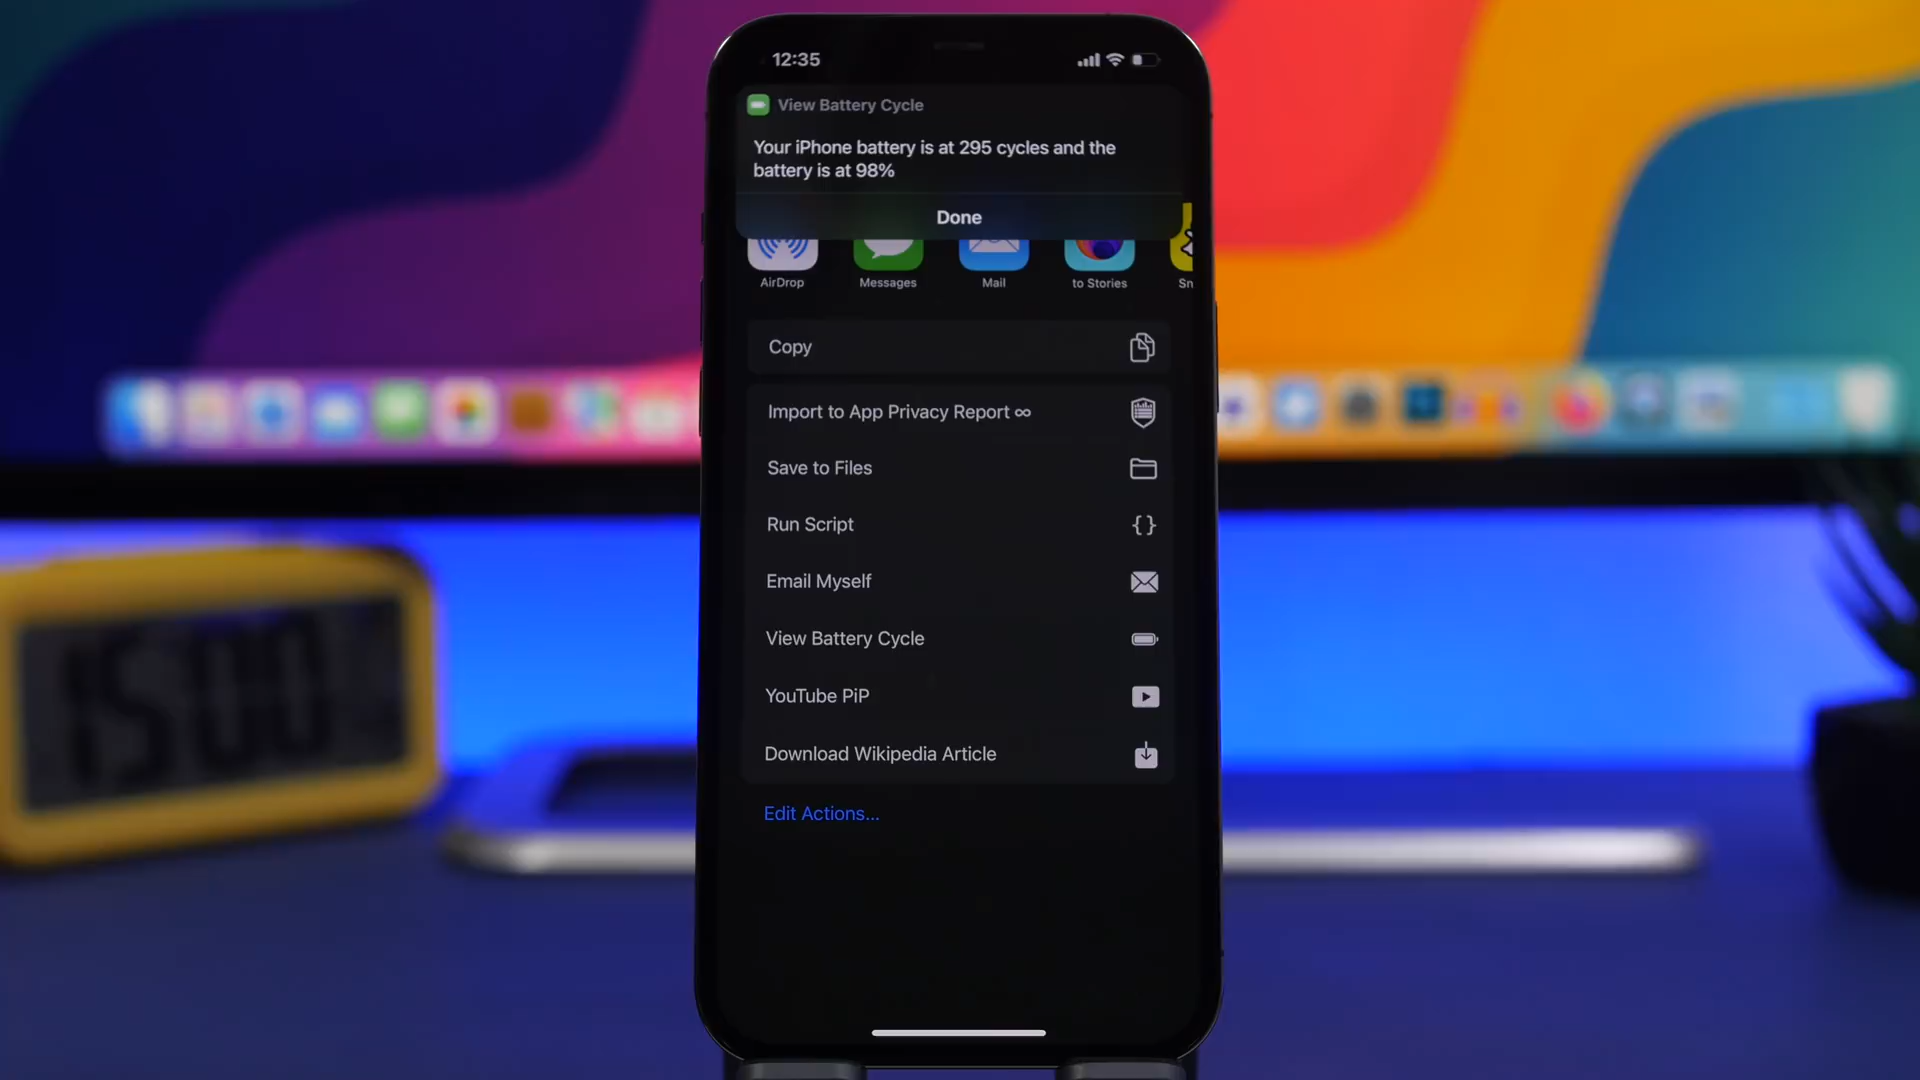 12:35
View Battery Cycle
Your iPhone battery is at 295 cycles and the
battery is at 98%
Done
AirDrop
Messages
Mail
to Stories
Sn
Copy
Import to App Privacy Report ∞
Save to Files
Run Script
{}
Email Myself
View Battery Cycle
YouTube PiP
Download Wikipedia Article
Edit Actions...
15:00